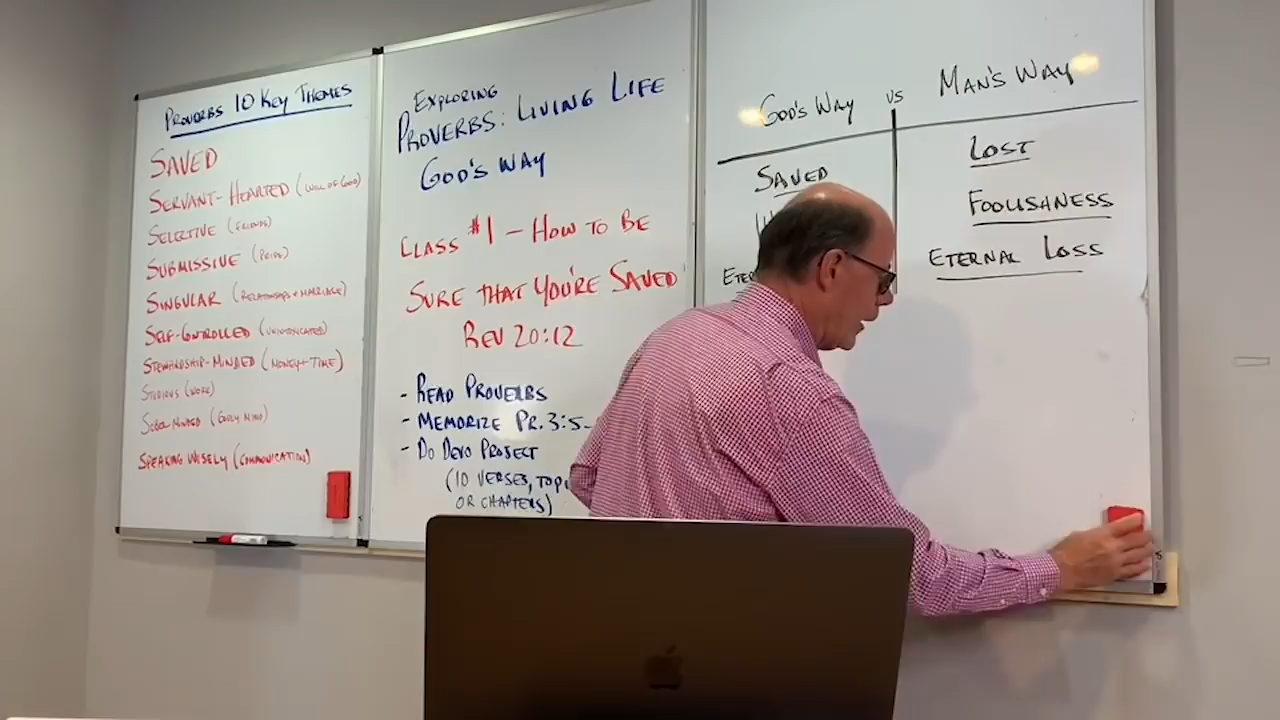 PROVERBS 10 KEY THEMES
SAVED
SERVANT-HEARTED (WILL OF GOD)
SELECTIVE (FRIENDS)
SUBMISSIVE (PRIDE)
SINGULAR (RELATIONSHIPS + MARRIAGE)
SELF-CONTROLLED (UNINTOXICATED)
STEWARDSHIP-MINDED (MONEY + TIME)
STUDIOUS (WORK)
SOBER MINDED (GODLY MIND)
SPEAKING WISELY (COMMUNICATION)
EXPLORING
PROVERBS: LIVING LIFE
GOD'S WAY
CLASS #1 - HOW TO BE
SURE THAT YOU'RE SAVED
REV 20:12
- READ PROVERBS
- MEMORIZE PR. 3:5-
- DO DEVO PROJECT
(10 VERSES, TOPI
OR CHAPTERS)
GOD'S WAY VS MAN'S WAY
SAVED
LOST
FOOLISHNESS
ETER
ETERNAL LOSS